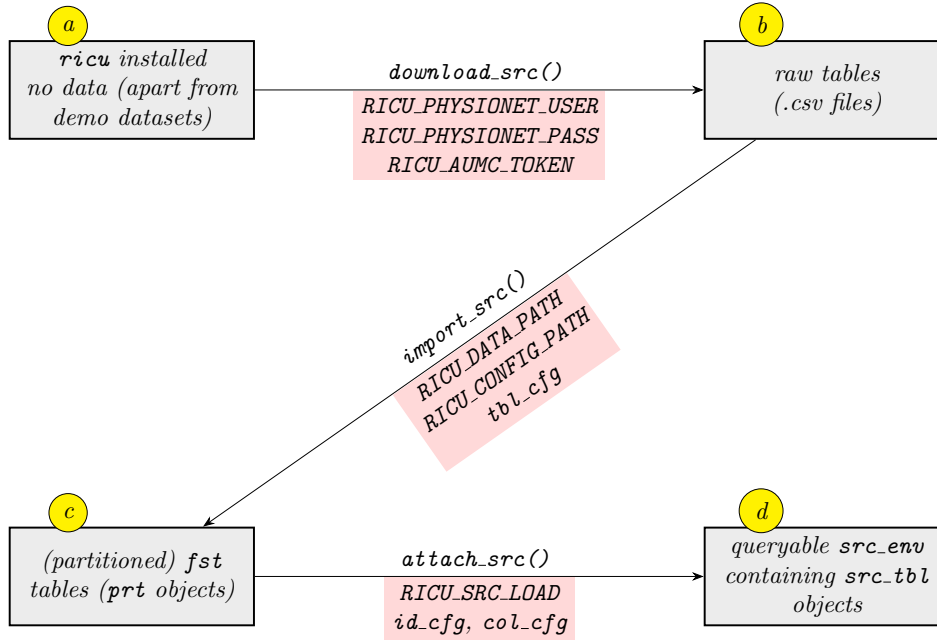 a
ricu installed
no data (apart from
demo datasets)
download_src()
RICU_PHYSIONET_USER
RICU_PHYSIONET_PASS
RICU_AUMC_TOKEN
b
raw tables
(.csv files)
import_src()
RICU_DATA_PATH
RICU_CONFIG_PATH
tbl_cfg
c
(partitioned) fst
tables (prt objects)
attach_src()
RICU_SRC_LOAD
id_cfg, col_cfg
d
queryable src_env
containing src_tbl
objects